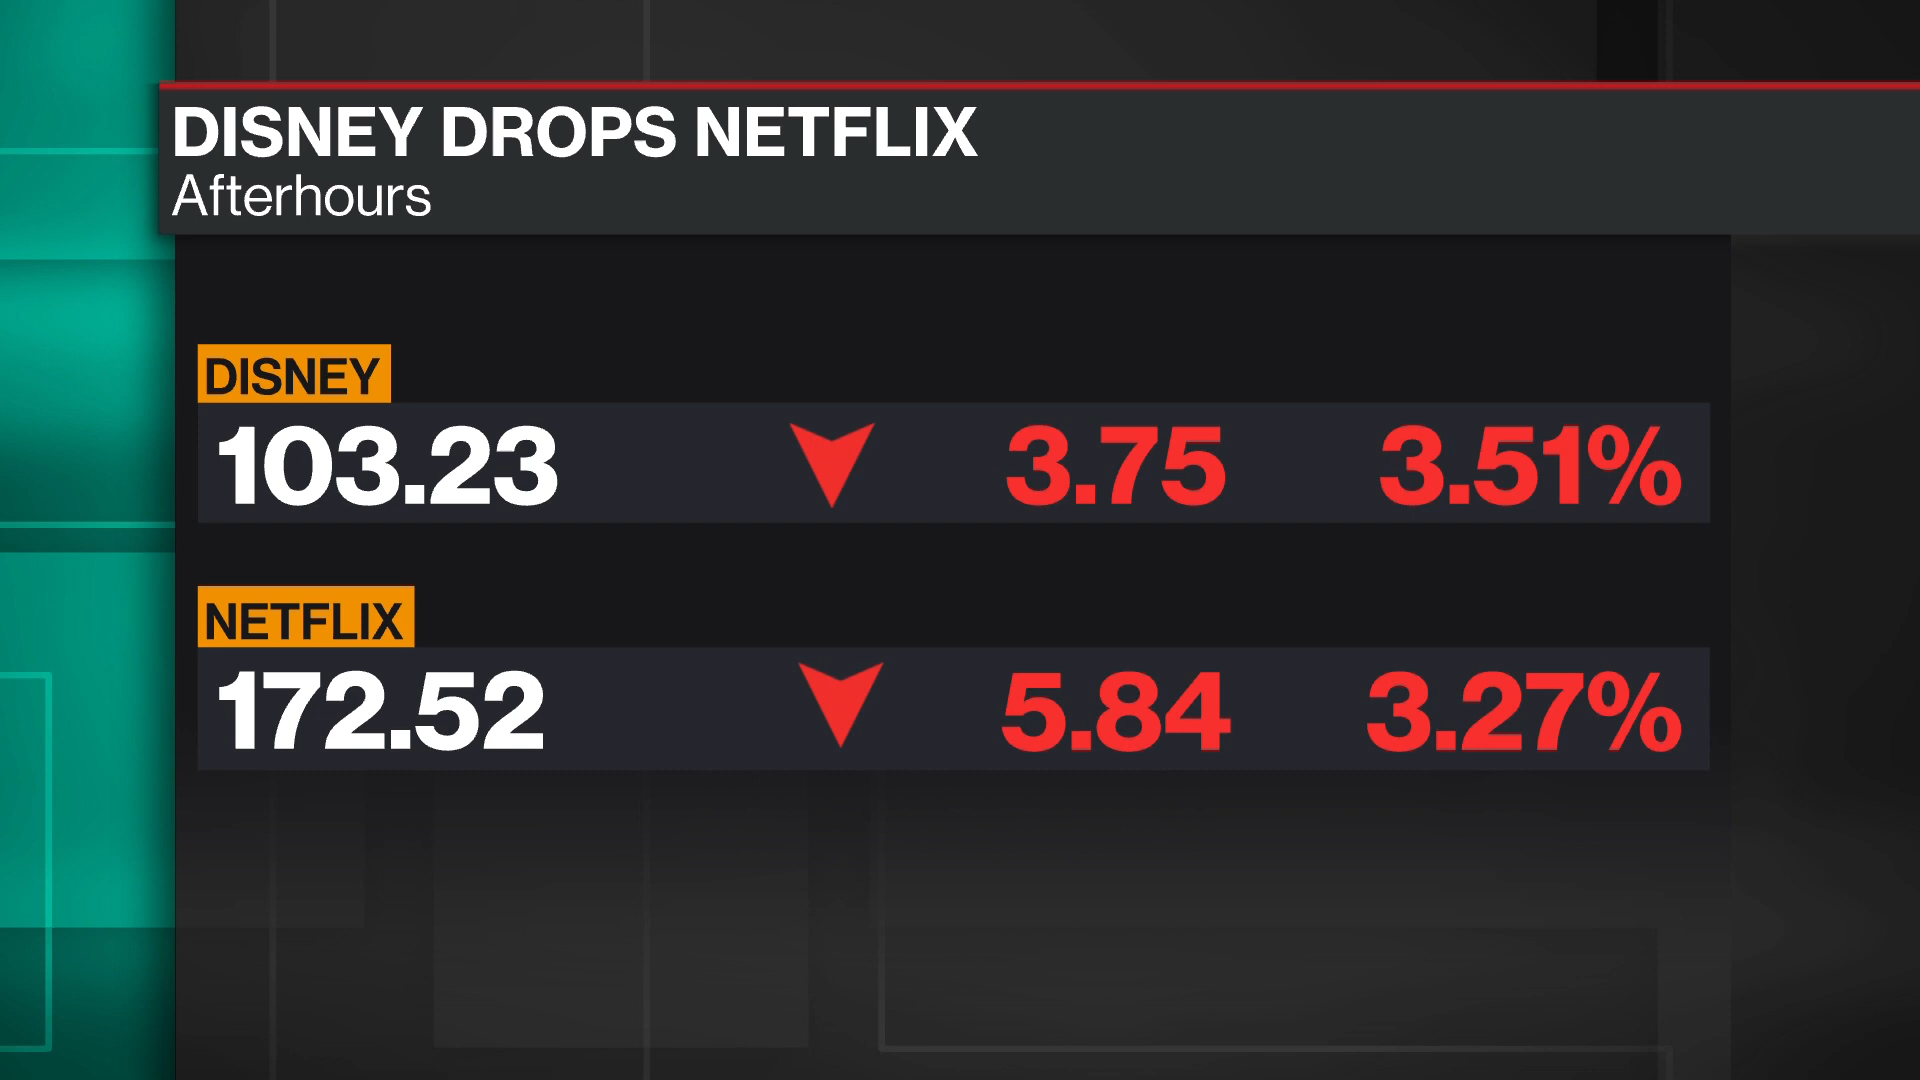 DISNEY DROPS NETFLIX
Afterhours
DISNEY
103.23 3.75 3.51%
NETFLIX
172.52 5.84 3.27%